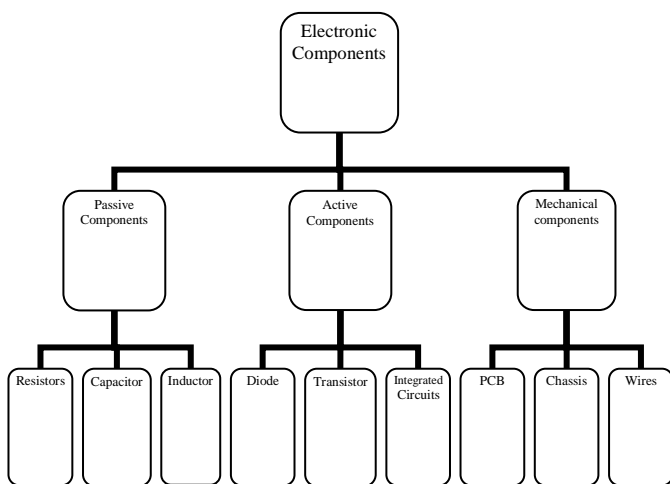 Electronic
Components
Passive
Components
Active
Components
Mechanical
components
Resistors
Capacitor
Inductor
Diode
Transistor
Integrated
Circuits
PCB
Chassis
Wires